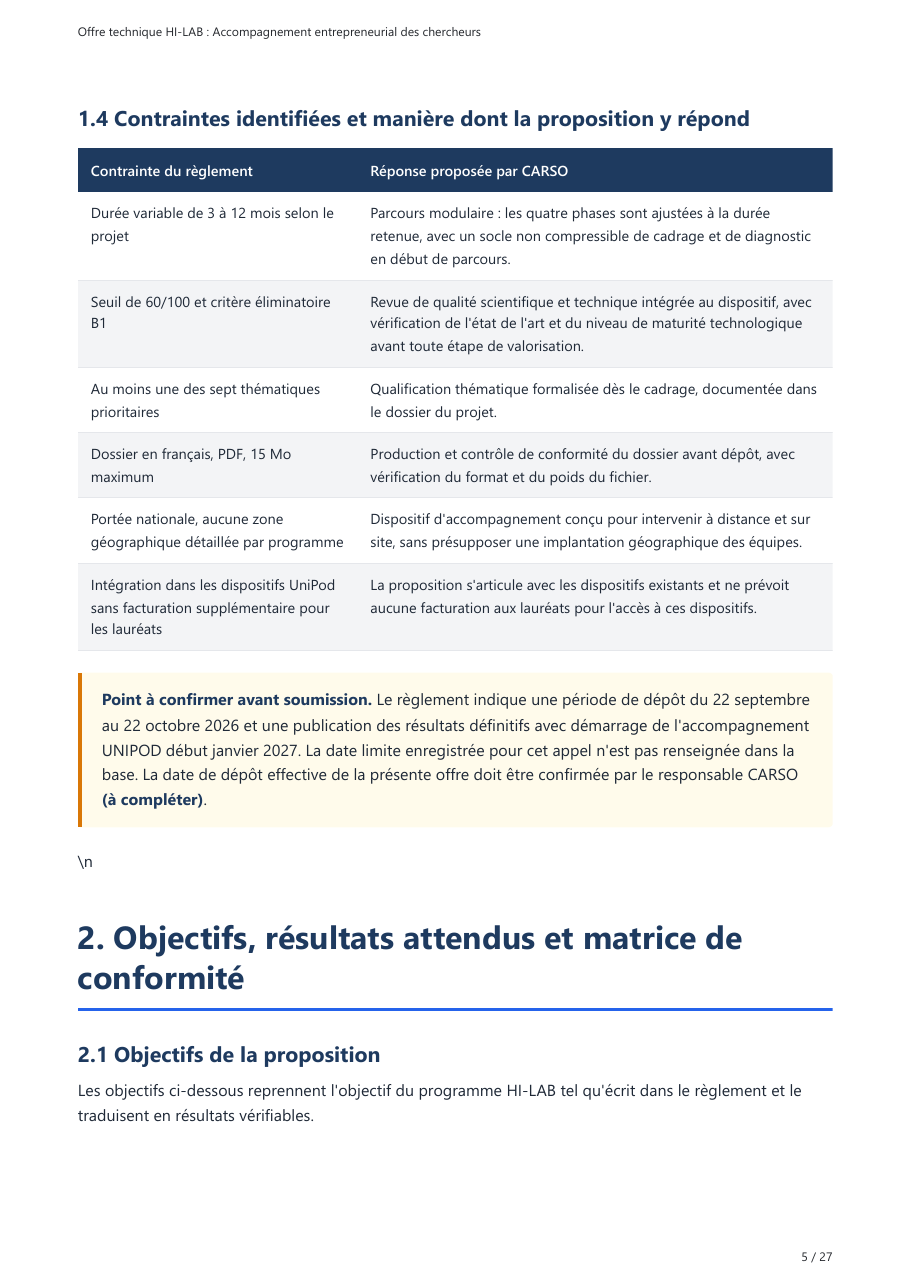 Offre technique HI-LAB : Accompagnement entrepreneurial des chercheurs
1.4 Contraintes identifiées et manière dont la proposition y répond
Contrainte du règlement
Réponse proposée par CARSO
Durée variable de 3 à 12 mois selon le
projet
Parcours modulaire : les quatre phases sont ajustées à la durée
retenue, avec un socle non compressible de cadrage et de diagnostic
en début de parcours.
Seuil de 60/100 et critère éliminatoire
B1
Revue de qualité scientifique et technique intégrée au dispositif, avec
vérification de l'état de l'art et du niveau de maturité technologique
avant toute étape de valorisation.
Au moins une des sept thématiques
prioritaires
Qualification thématique formalisée dès le cadrage, documentée dans
le dossier du projet.
Dossier en français, PDF, 15 Mo
maximum
Production et contrôle de conformité du dossier avant dépôt, avec
vérification du format et du poids du fichier.
Portée nationale, aucune zone
géographique détaillée par programme
Dispositif d'accompagnement conçu pour intervenir à distance et sur
site, sans présupposer une implantation géographique des équipes.
Intégration dans les dispositifs UniPod
sans facturation supplémentaire pour
les lauréats
La proposition s'articule avec les dispositifs existants et ne prévoit
aucune facturation aux lauréats pour l'accès à ces dispositifs.
Point à confirmer avant soumission. Le règlement indique une période de dépôt du 22 septembre
au 22 octobre 2026 et une publication des résultats définitifs avec démarrage de l'accompagnement
UNIPOD début janvier 2027. La date limite enregistrée pour cet appel n'est pas renseignée dans la
base. La date de dépôt effective de la présente offre doit être confirmée par le responsable CARSO
(à compléter).
\n
2. Objectifs, résultats attendus et matrice de
conformité
2.1 Objectifs de la proposition
Les objectifs ci-dessous reprennent l'objectif du programme HI-LAB tel qu'écrit dans le règlement et le
traduisent en résultats vérifiables.
5 / 27